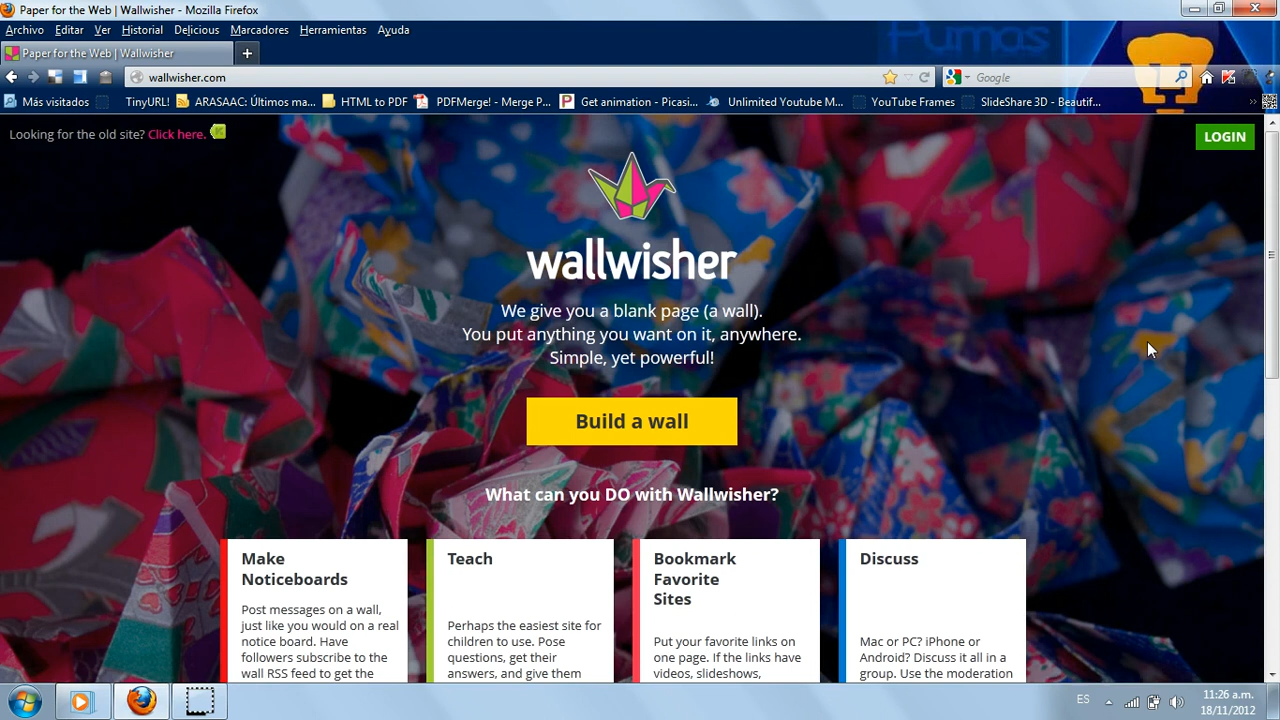 Paper for the Web | Wallwisher - Mozilla Firefox
Archivo Editar Ver Historial Delicious Marcadores Herramientas Ayuda
Pumas
Paper for the Web | Wallwisher
wallwisher.com
Google
Más visitados TinyURL! ARASAAC: Últimos ma... HTML to PDF PDFMerge! - Merge P... Get animation - Picasi... Unlimited Youtube M... YouTube Frames SlideShare 3D - Beautif...
Looking for the old site? Click here.
LOGIN
wallwisher
We give you a blank page (a wall).
You put anything you want on it, anywhere.
Simple, yet powerful!
Build a wall
What can you DO with Wallwisher?
Make
Noticeboards
Post messages on a wall,
just like you would on a real
notice board. Have
followers subscribe to the
wall RSS feed to get the
Teach
Perhaps the easiest site for
children to use. Pose
questions, get their
answers, and give them
Bookmark
Favorite
Sites
Put your favorite links on
one page. If the links have
videos, slideshows,
Discuss
Mac or PC? iPhone or
Android? Discuss it all in a
group. Use the moderation
ES
11:26 a.m.
18/11/2012